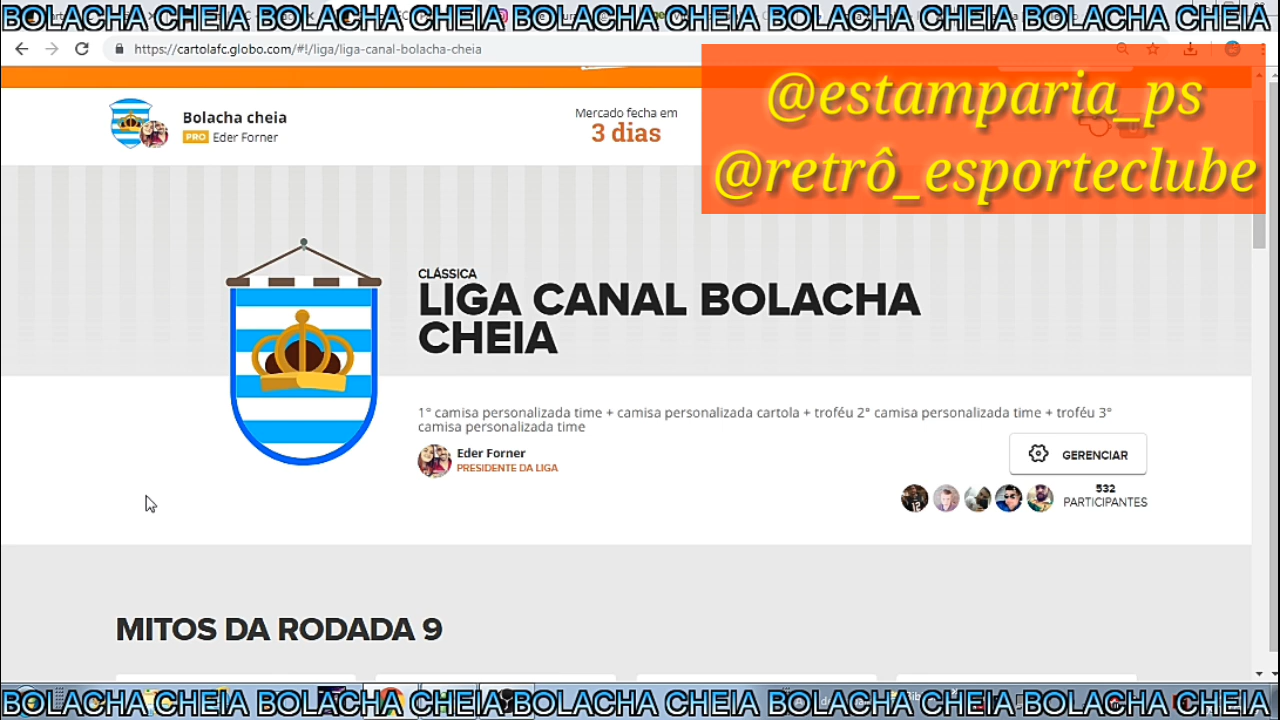 BOLACHA CHEIA BOLACHA CHEIA BOLACHA CHEIA BOLACHA CHEIA BOLACHA CHEIA
https://cartolafc.globo.com/#!/liga/liga-canal-bolacha-cheia
@estamparia_ps
@retrô_esporteclube
Bolacha cheia
PRO Eder Forner
Mercado fecha em
3 dias
CLÁSSICA
LIGA CANAL BOLACHA
CHEIA
1° camisa personalizada time + camisa personalizada cartola + troféu 2° camisa personalizada time + troféu 3°
camisa personalizada time
Eder Forner
PRESIDENTE DA LIGA
GERENCIAR
532
PARTICIPANTES
MITOS DA RODADA 9
BOLACHA CHEIA BOLACHA CHEIA BOLACHA CHEIA BOLACHA CHEIA BOLACHA CHEIA